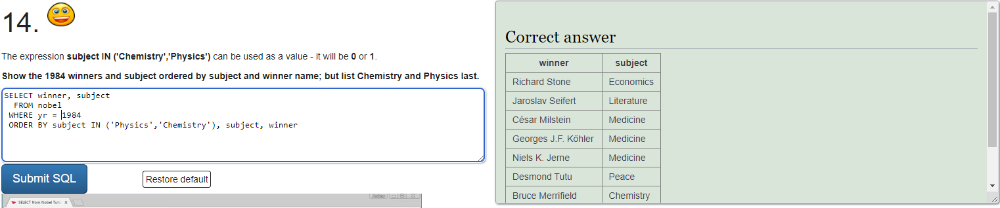 14.
The expression subject IN ('Chemistry','Physics') can be used as a value - it will be 0 or 1.
Show the 1984 winners and subject ordered by subject and winner name; but list Chemistry and Physics last.
SELECT winner, subject
FROM nobel
WHERE yr = 1984
ORDER BY subject IN ('Physics','Chemistry'), subject, winner
Submit SQL
Restore default
SELECT from Nobel Tuto
Correct answer
winner subject
Richard Stone Economics
Jaroslav Seifert Literature
César Milstein Medicine
Georges J.F. Köhler Medicine
Niels K. Jerne Medicine
Desmond Tutu Peace
Bruce Merrifield Chemistry